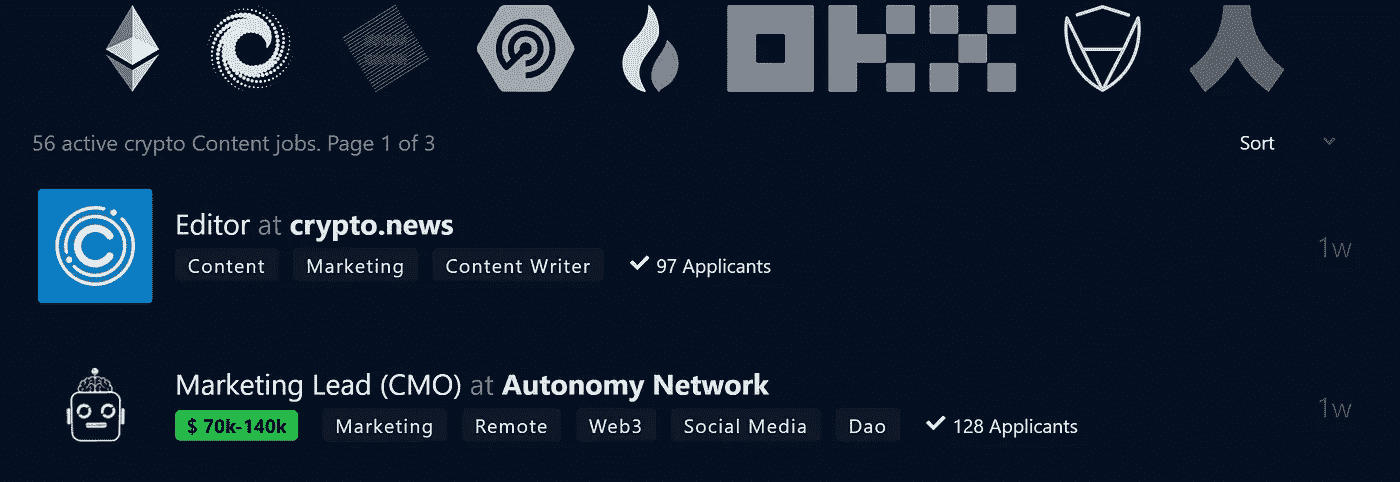 OKX
56 active crypto Content jobs. Page 1 of 3
Sort
Editor at crypto.news
1w
Content Marketing Content Writer 97 Applicants
Marketing Lead (CMO) at Autonomy Network
1w
$ 70k-140k Marketing Remote Web3 Social Media Dao 128 Applicants